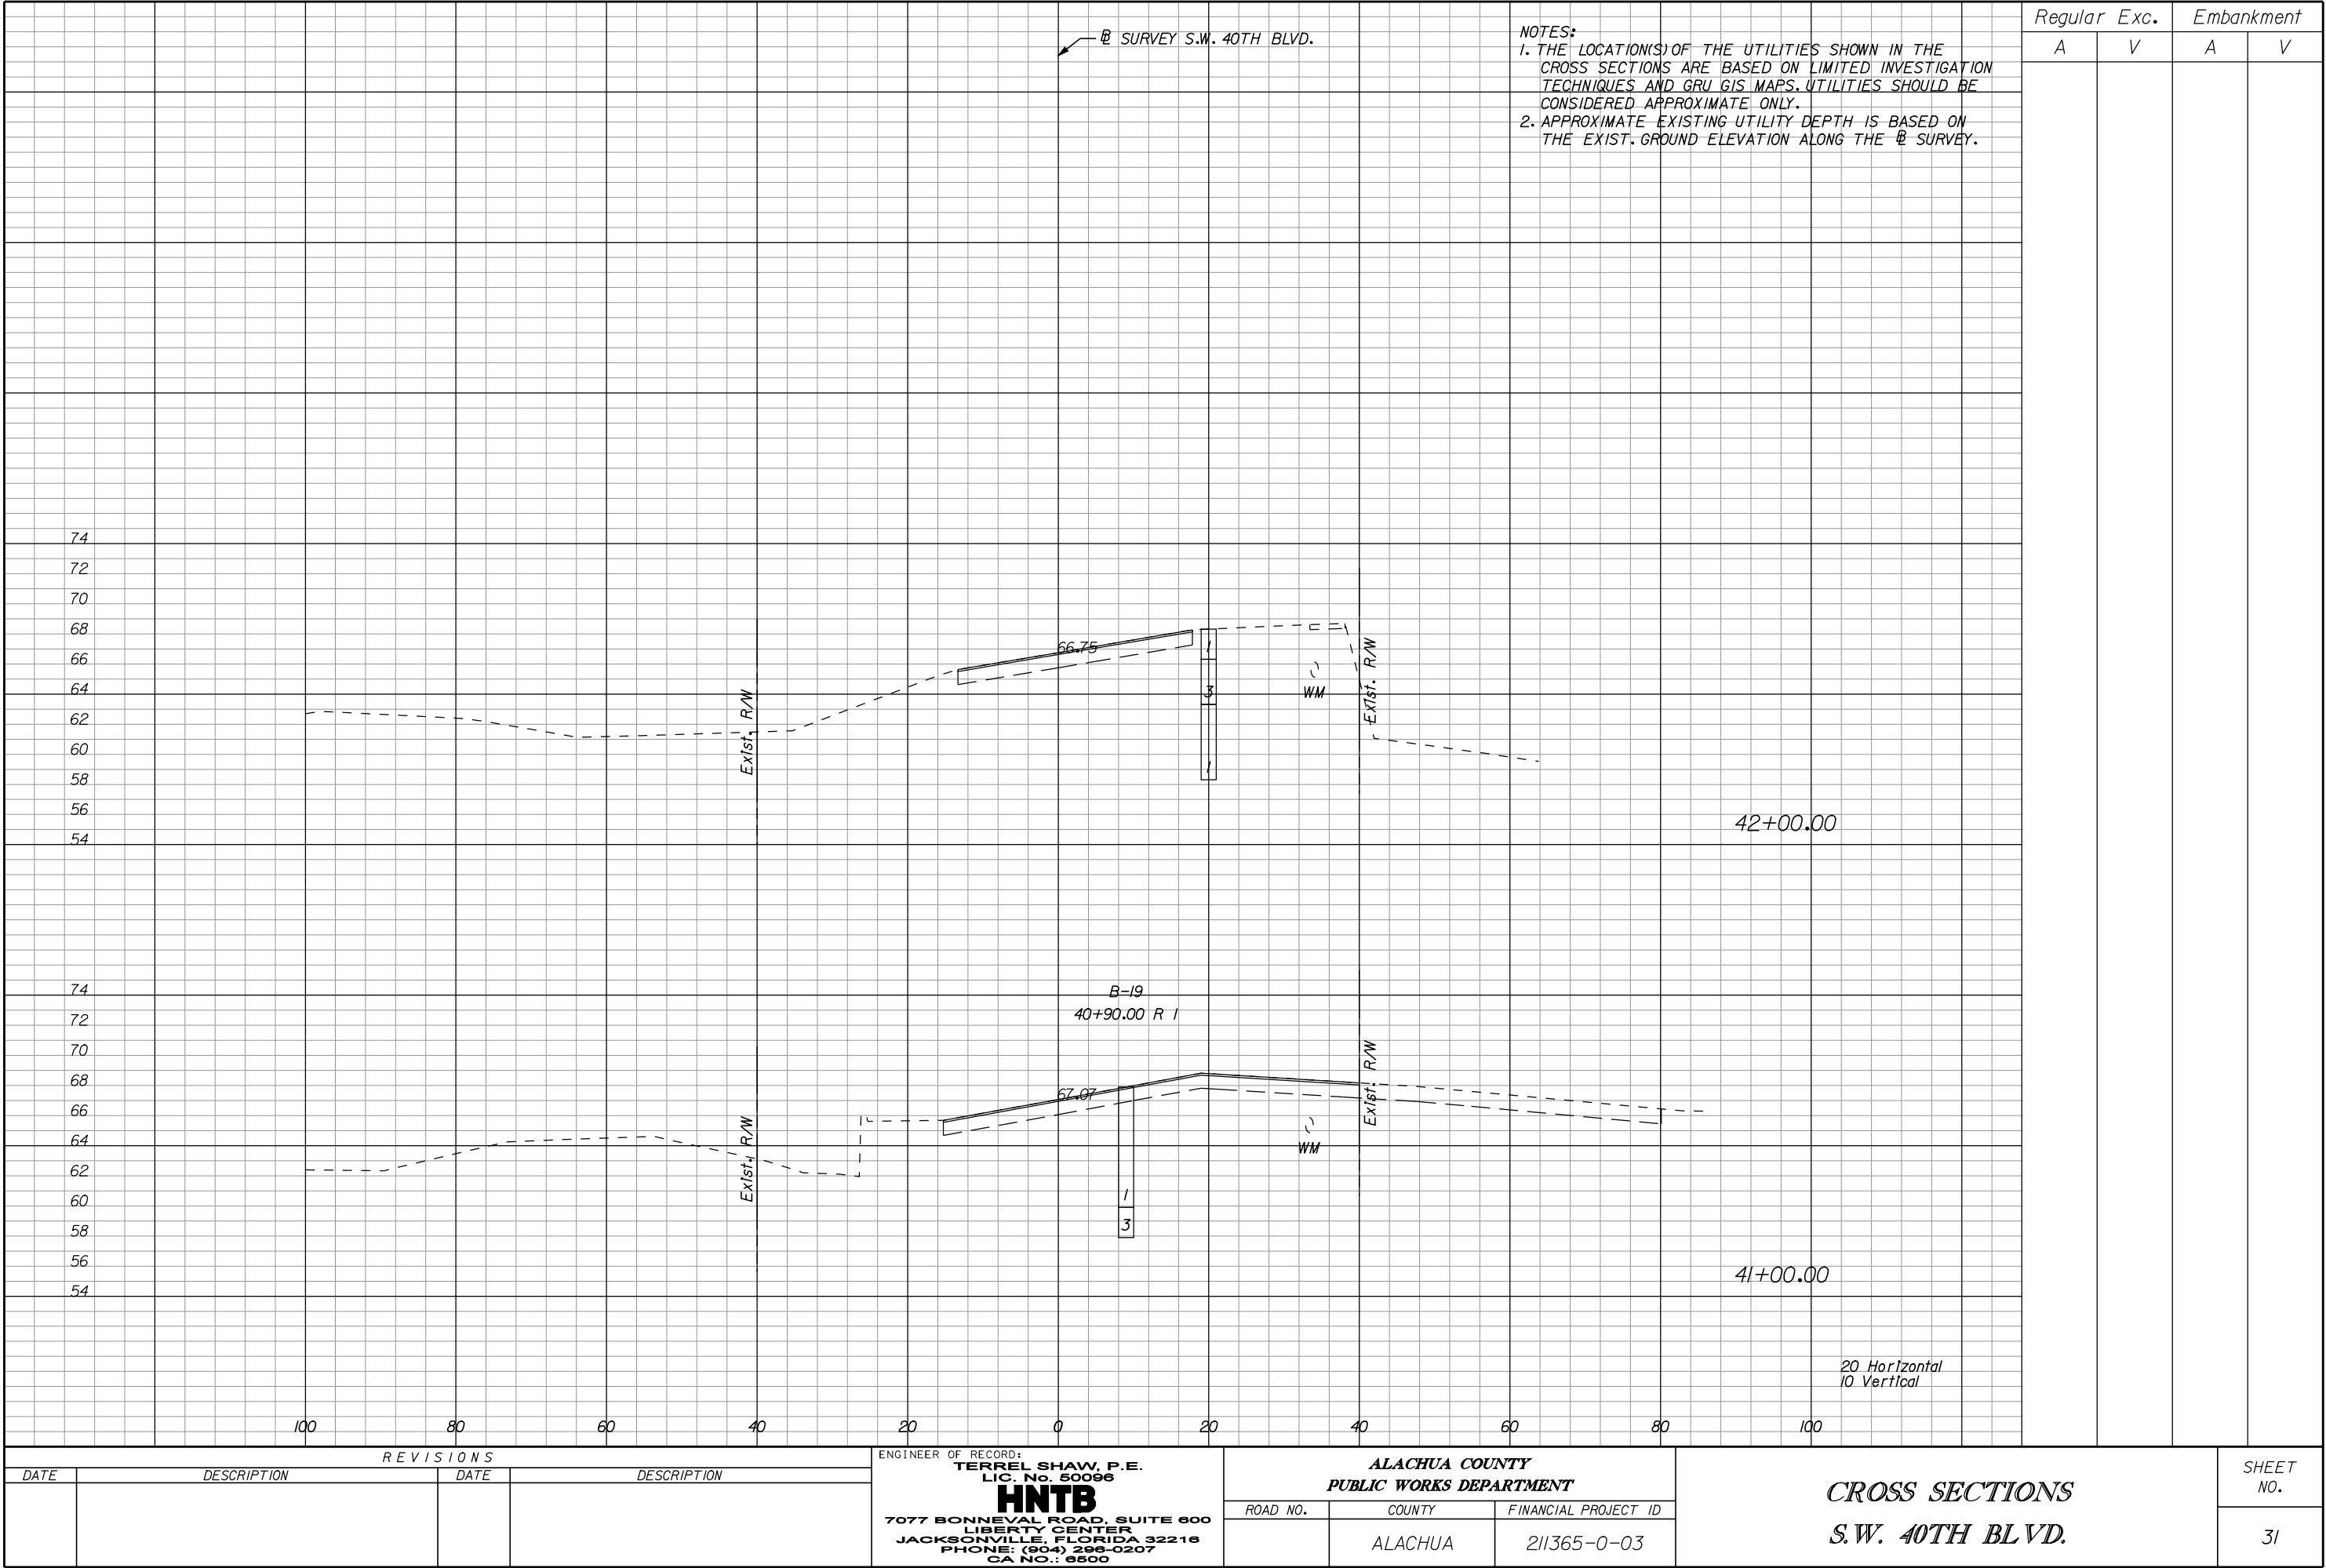 ℄ SURVEY S.W. 40TH BLVD.
NOTES:
1. THE LOCATION(S) OF THE UTILITIES SHOWN IN THE
CROSS SECTIONS ARE BASED ON LIMITED INVESTIGATION
TECHNIQUES AND GRU GIS MAPS. UTILITIES SHOULD BE
CONSIDERED APPROXIMATE ONLY.
2. APPROXIMATE EXISTING UTILITY DEPTH IS BASED ON
THE EXIST. GROUND ELEVATION ALONG THE ℄ SURVEY.
Regular Exc. Embankment
A V A V
74
72
70
68
66
64
62
60
58
56
54
66.75
1
3
1
WM
Exist. R/W
Exist. R/W
42+00.00
74
72
70
68
66
64
62
60
58
56
54
B-19
40+90.00 R 1
67.07
1
3
WM
Exist. R/W
Exist. R/W
41+00.00
20 Horizontal
10 Vertical
100 80 60 40 20 0 20 40 60 80 100
REVISIONS
DATE DESCRIPTION DATE DESCRIPTION
ENGINEER OF RECORD:
TERREL SHAW, P.E.
LIC. No. 50096
HNTB
7077 BONNEVAL ROAD, SUITE 600
LIBERTY CENTER
JACKSONVILLE, FLORIDA 32216
PHONE: (904) 296-0207
CA NO.: 6500
ALACHUA COUNTY
PUBLIC WORKS DEPARTMENT
ROAD NO. COUNTY FINANCIAL PROJECT ID
ALACHUA 211365-0-03
CROSS SECTIONS
S.W. 40TH BLVD.
SHEET
NO.
31